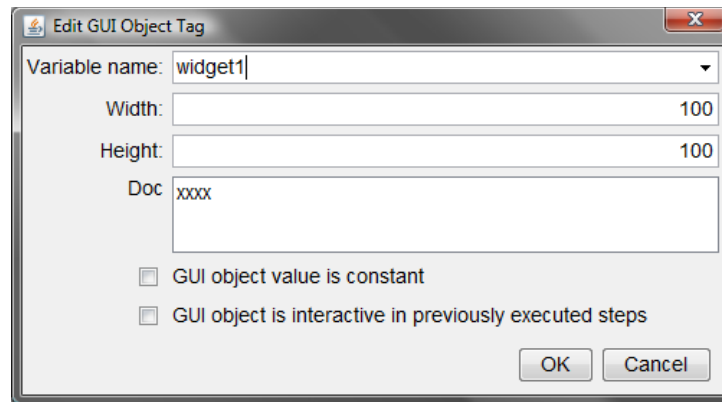 Edit GUI Object Tag
Variable name: widget1
Width: 100
Height: 100
Doc xxxx
GUI object value is constant
GUI object is interactive in previously executed steps
OK Cancel